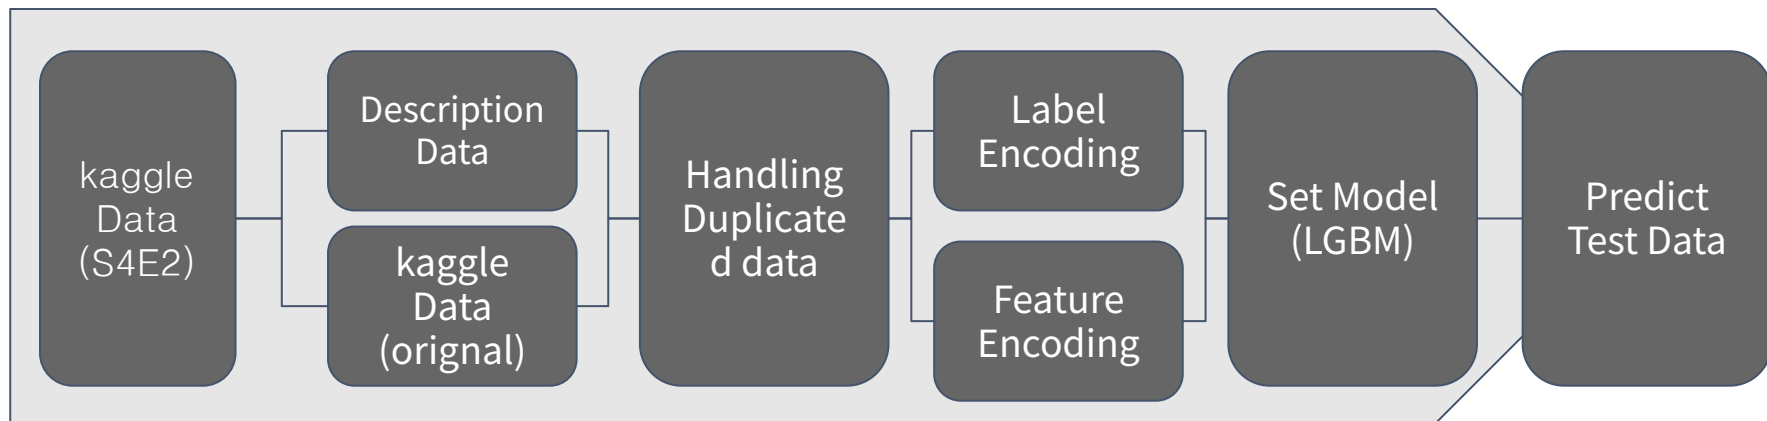 kaggle
Data
(S4E2)
Description
Data
kaggle
Data
(orignal)
Handling
Duplicate
d data
Label
Encoding
Feature
Encoding
Set Model
(LGBM)
Predict
Test Data